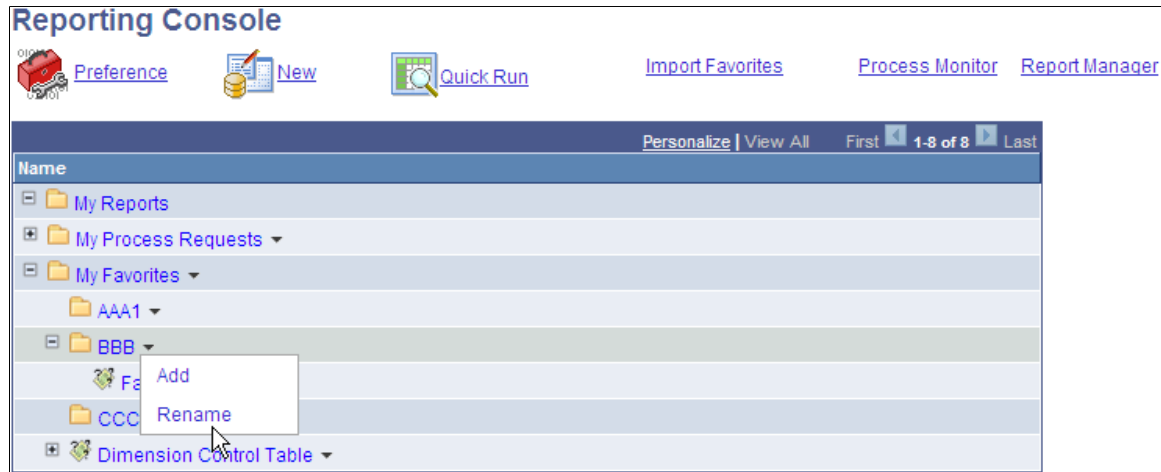 Reporting Console
Preference New Quick Run Import Favorites Process Monitor Report Manager
Personalize | View All First 1-8 of 8 Last
Name
My Reports
My Process Requests
My Favorites
AAA1
BBB
Add
Fa
Rename
CCC
Dimension Control Table